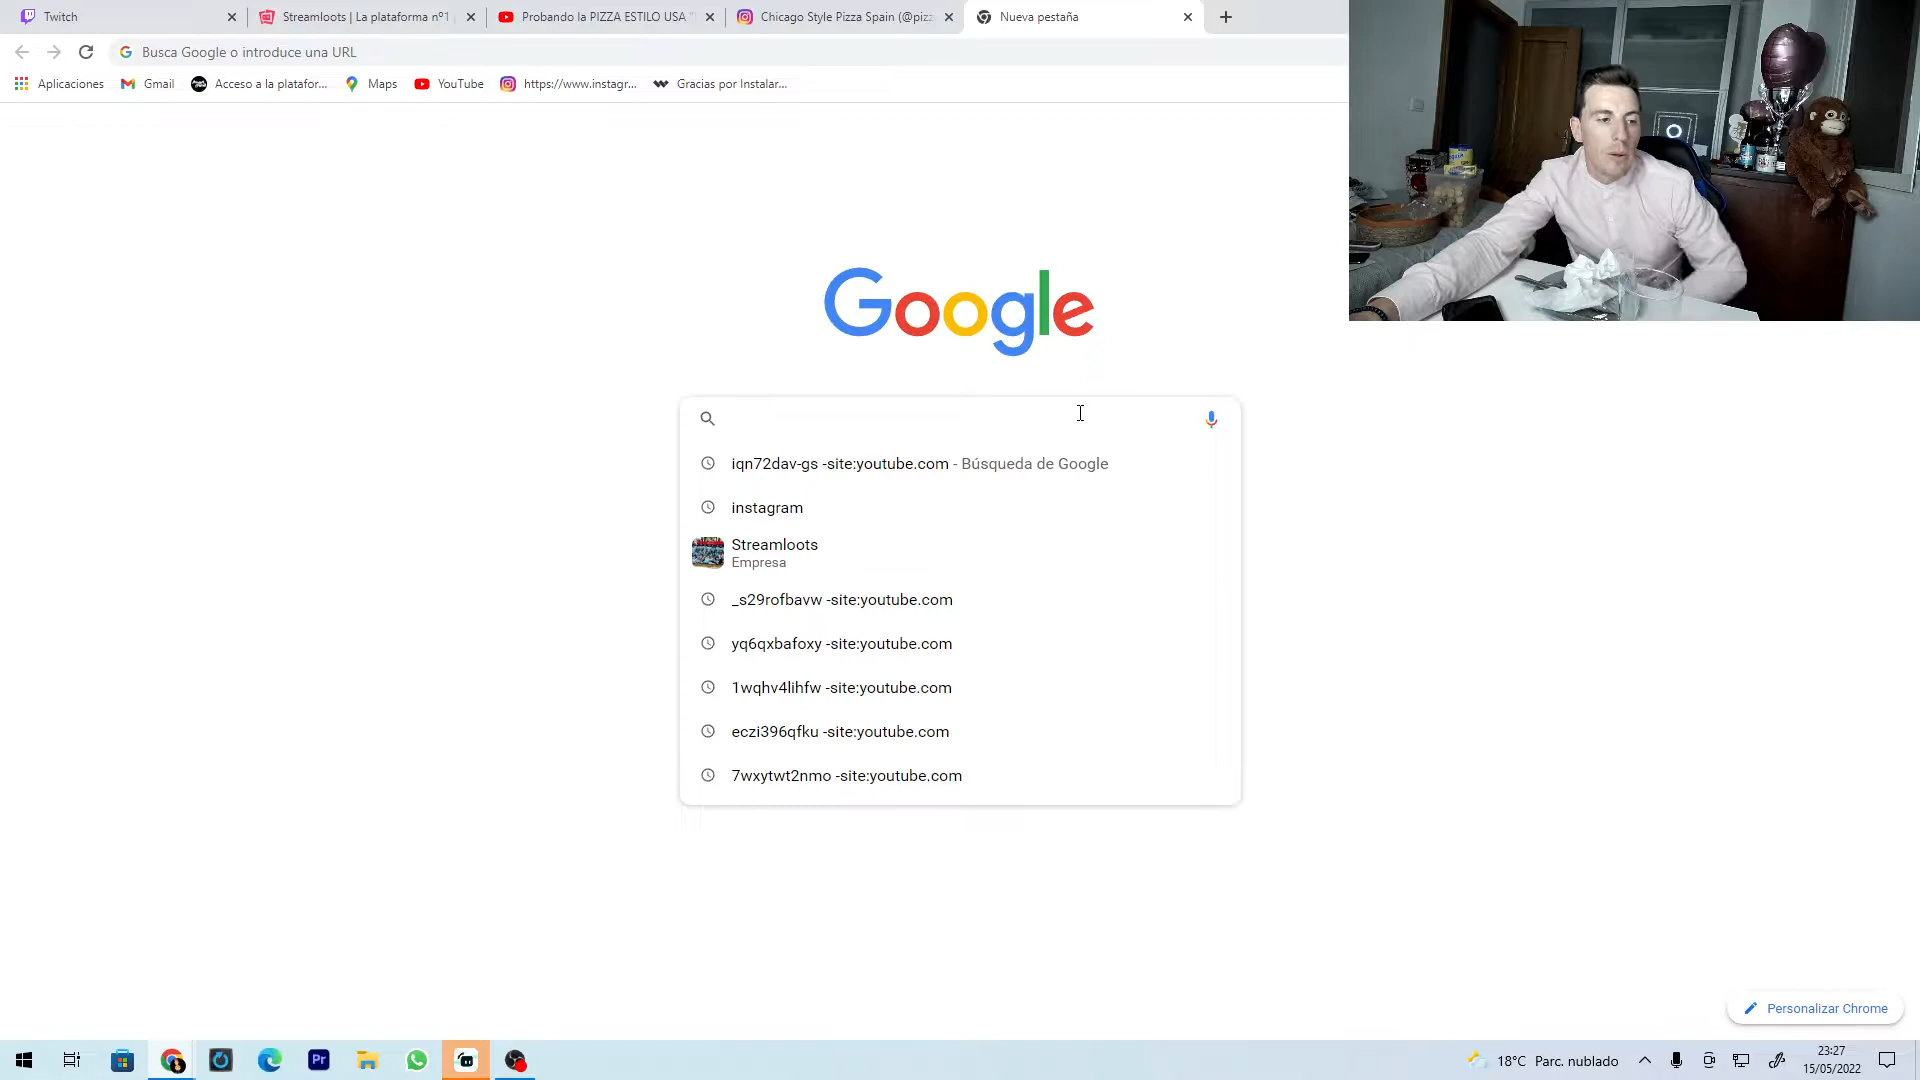 Twitch
Streamloots | La plataforma nº1
Probando la PIZZA ESTILO USA "
Chicago Style Pizza Spain (@pizz
Nueva pestaña
Busca Google o introduce una URL
Aplicaciones
Gmail
Acceso a la platafor...
Maps
YouTube
https://www.instagr...
Gracias por Instalar...
Google
iqn72dav-gs -site:youtube.com - Búsqueda de Google
instagram
Streamloots
Empresa
_s29rofbavw -site:youtube.com
yq6qxbafoxy -site:youtube.com
1wqhv4lihfw -site:youtube.com
eczi396qfku -site:youtube.com
7wxytwt2nmo -site:youtube.com
Personalizar Chrome
Pr
18°C Parc. nublado
23:27
15/05/2022